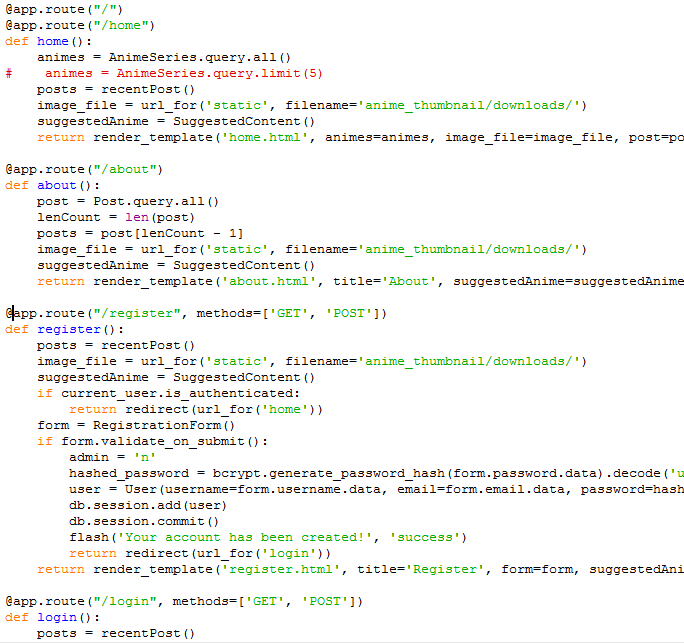 @app.route("/")
@app.route("/home")
def home():
    animes = AnimeSeries.query.all()
#    animes = AnimeSeries.query.limit(5)
    posts = recentPost()
    image_file = url_for('static', filename='anime_thumbnail/downloads/')
    suggestedAnime = SuggestedContent()
    return render_template('home.html', animes=animes, image_file=image_file, post=po

@app.route("/about")
def about():
    post = Post.query.all()
    lenCount = len(post)
    posts = post[lenCount - 1]
    image_file = url_for('static', filename='anime_thumbnail/downloads/')
    suggestedAnime = SuggestedContent()
    return render_template('about.html', title='About', suggestedAnime=suggestedAnime

@app.route("/register", methods=['GET', 'POST'])
def register():
    posts = recentPost()
    image_file = url_for('static', filename='anime_thumbnail/downloads/')
    suggestedAnime = SuggestedContent()
    if current_user.is_authenticated:
        return redirect(url_for('home'))
    form = RegistrationForm()
    if form.validate_on_submit():
        admin = 'n'
        hashed_password = bcrypt.generate_password_hash(form.password.data).decode('u
        user = User(username=form.username.data, email=form.email.data, password=hash
        db.session.add(user)
        db.session.commit()
        flash('Your account has been created!', 'success')
        return redirect(url_for('login'))
    return render_template('register.html', title='Register', form=form, suggestedAni

@app.route("/login", methods=['GET', 'POST'])
def login():
    posts = recentPost()